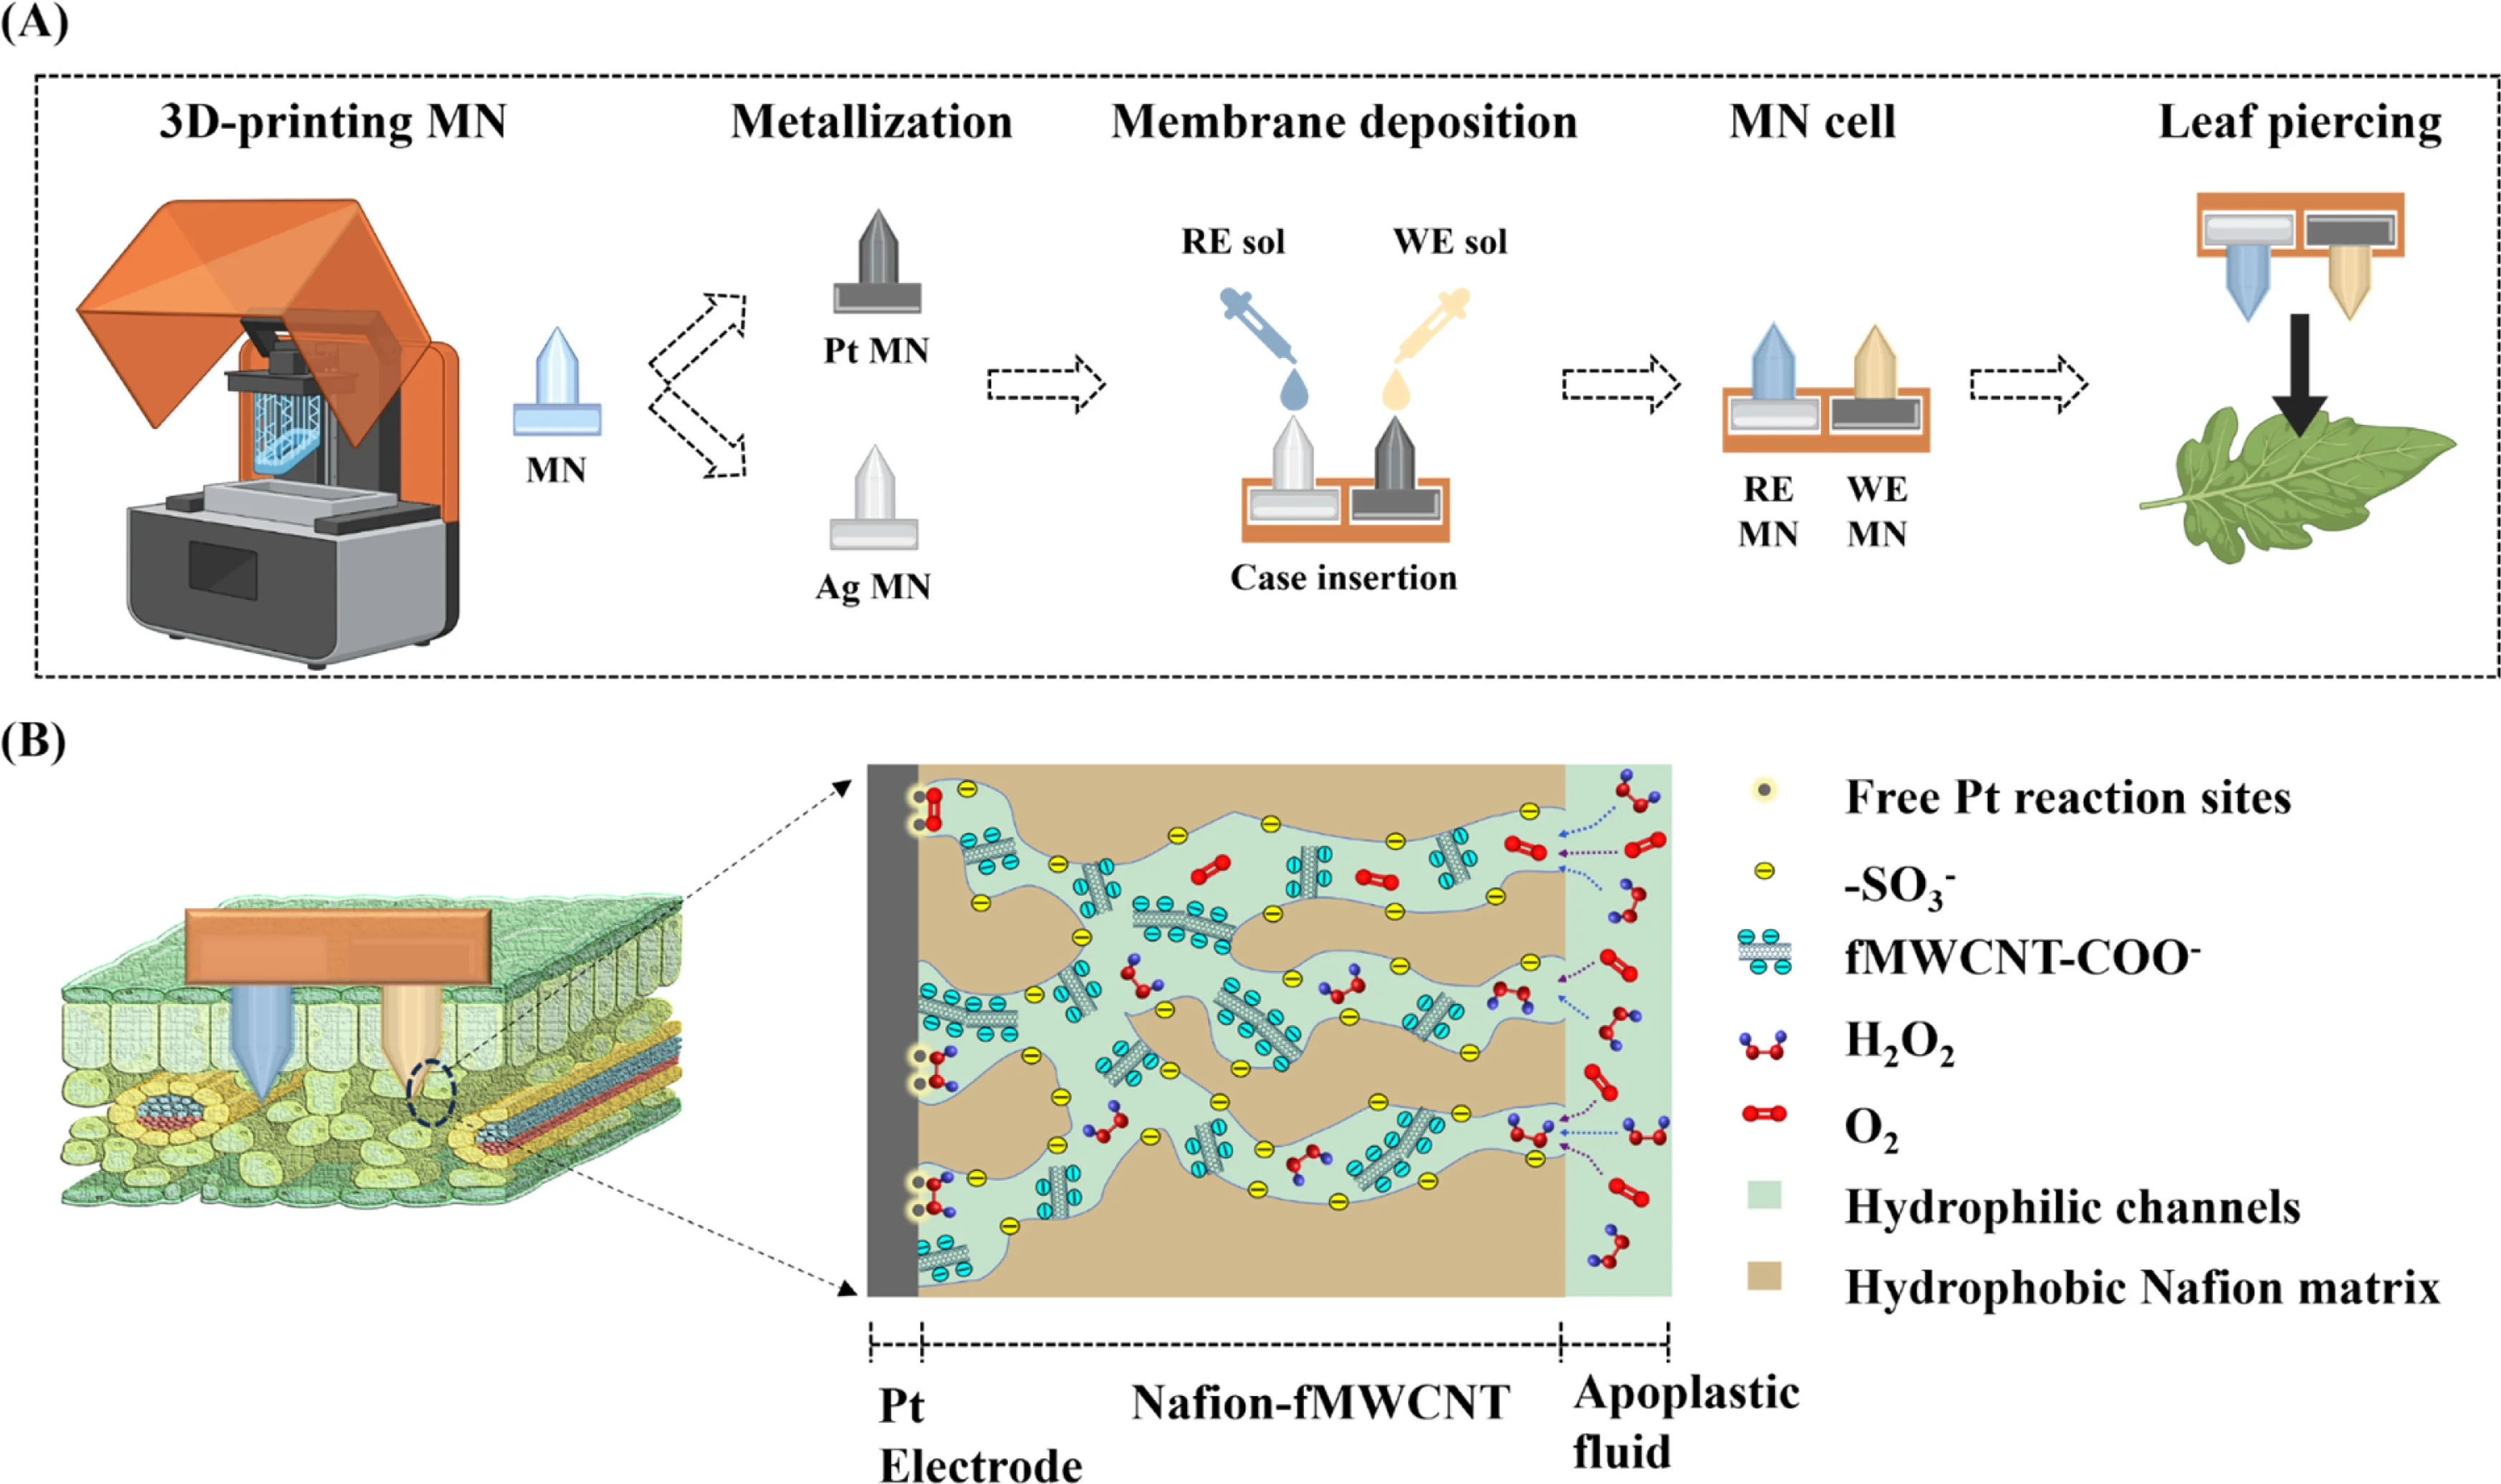 (A)
3D-printing MN
Metallization
Membrane deposition
MN cell
Leaf piercing
RE sol
WE sol
Pt MN
MN
Ag MN
Case insertion
RE
MN
WE
MN
(B)
Free Pt reaction sites
-SO₃⁻
fMWCNT-COO⁻
H₂O₂
O₂
Hydrophilic channels
Hydrophobic Nafion matrix
Pt
Electrode
Nafion-fMWCNT
Apoplastic
fluid